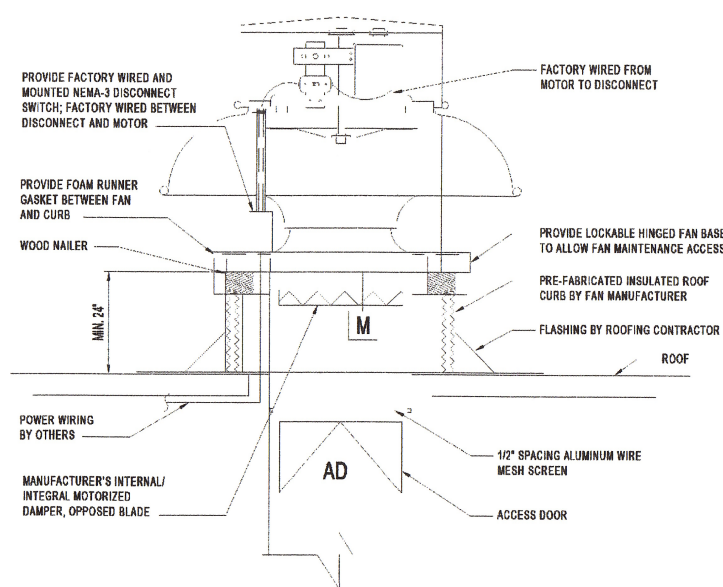 PROVIDE FACTORY WIRED AND
MOUNTED NEMA-3 DISCONNECT
SWITCH; FACTORY WIRED BETWEEN
DISCONNECT AND MOTOR
FACTORY WIRED FROM
MOTOR TO DISCONNECT
PROVIDE FOAM RUNNER
GASKET BETWEEN FAN
AND CURB
WOOD NAILER
PROVIDE LOCKABLE HINGED FAN BASE
TO ALLOW FAN MAINTENANCE ACCESS
PRE-FABRICATED INSULATED ROOF
CURB BY FAN MANUFACTURER
MIN. 24"
M
FLASHING BY ROOFING CONTRACTOR
ROOF
POWER WIRING
BY OTHERS
1/2" SPACING ALUMINUM WIRE
MESH SCREEN
AD
MANUFACTURER'S INTERNAL/
INTEGRAL MOTORIZED
DAMPER, OPPOSED BLADE
ACCESS DOOR